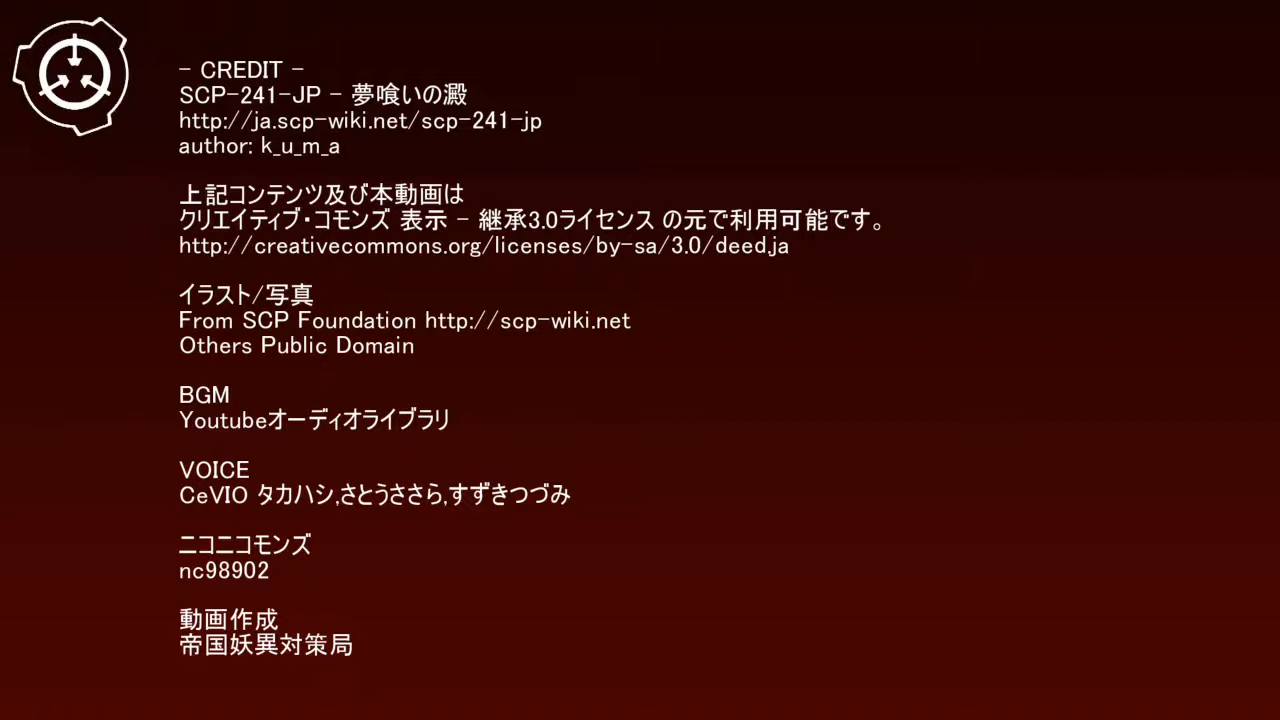 - CREDIT -
SCP-241-JP - 夢喰いの澱
http://ja.scp-wiki.net/scp-241-jp
author: k_u_m_a
上記コンテンツ及び本動画は
クリエイティブ・コモンズ 表示 - 継承3.0ライセンス の元で利用可能です。
http://creativecommons.org/licenses/by-sa/3.0/deed.ja
イラスト/写真
From SCP Foundation http://scp-wiki.net
Others Public Domain
BGM
Youtubeオーディオライブラリ
VOICE
CeVIO タカハシ,さとうささら,すずきつづみ
ニコニコモンズ
nc98902
動画作成
帝国妖異対策局